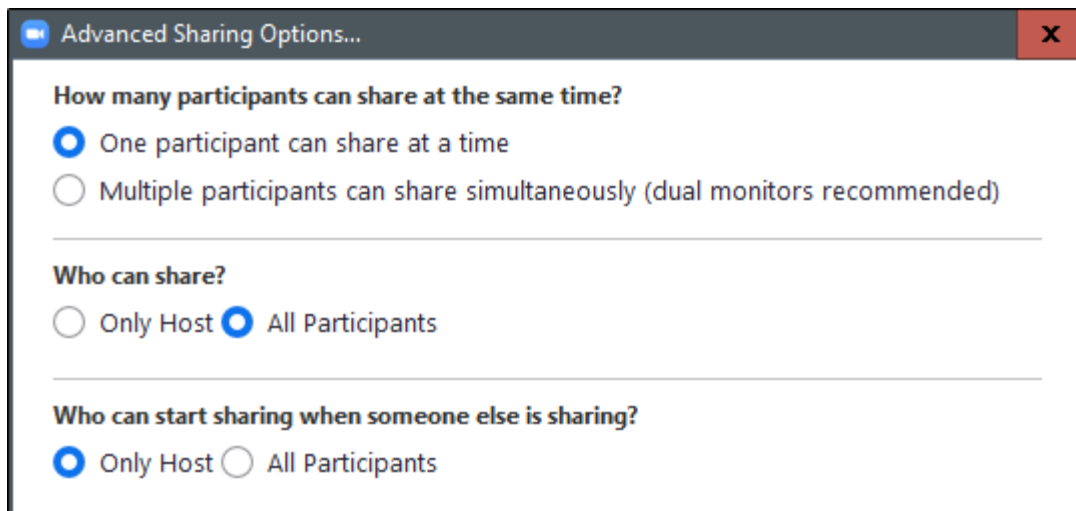 Advanced Sharing Options...
x
How many participants can share at the same time?
One participant can share at a time
Multiple participants can share simultaneously (dual monitors recommended)
Who can share?
Only Host All Participants
Who can start sharing when someone else is sharing?
Only Host All Participants